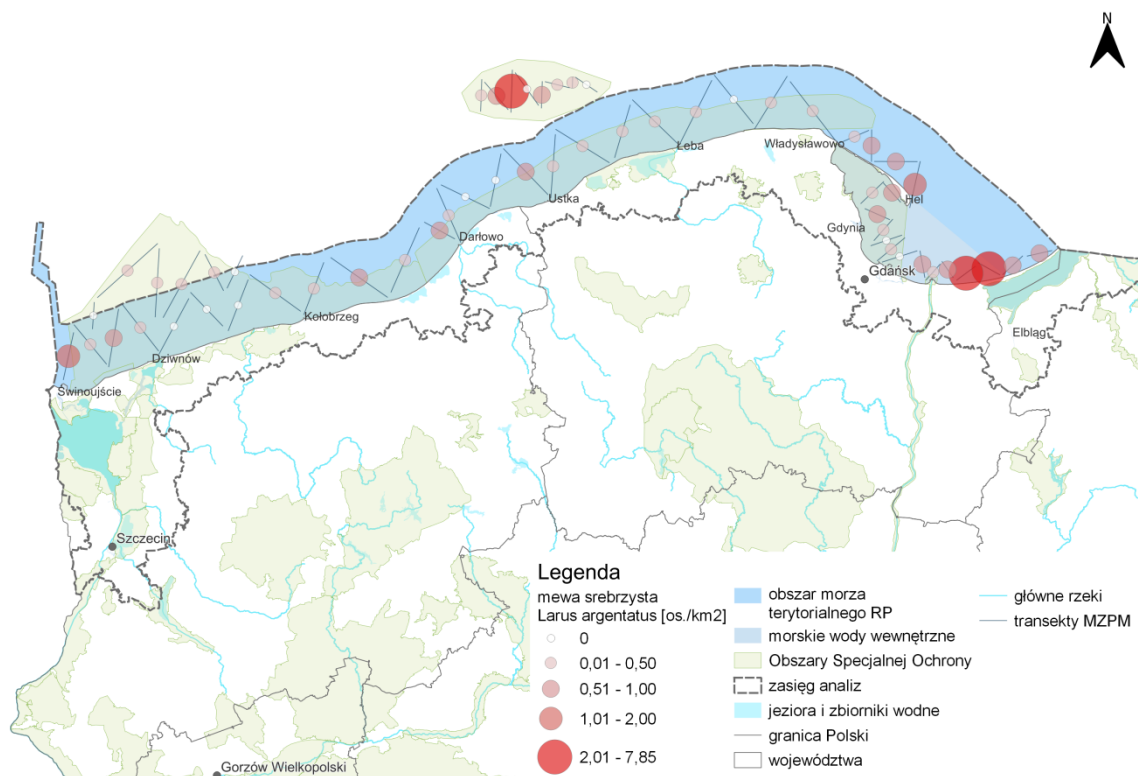 N
Władysławowo
Łeba
Hel
Ustka
Gdynia
Darłowo
Gdańsk
Kołobrzeg
Elbląg
Dziwnów
Świnoujście
Szczecin
Gorzów Wielkopolski
Legenda
mewa srebrzysta
Larus argentatus [os./km2]
0
0,01 - 0,50
0,51 - 1,00
1,01 - 2,00
2,01 - 7,85
obszar morza
terytorialnego RP
morskie wody wewnętrzne
Obszary Specjalnej Ochrony
zasięg analiz
jeziora i zbiorniki wodne
granica Polski
województwa
główne rzeki
transekty MZPM